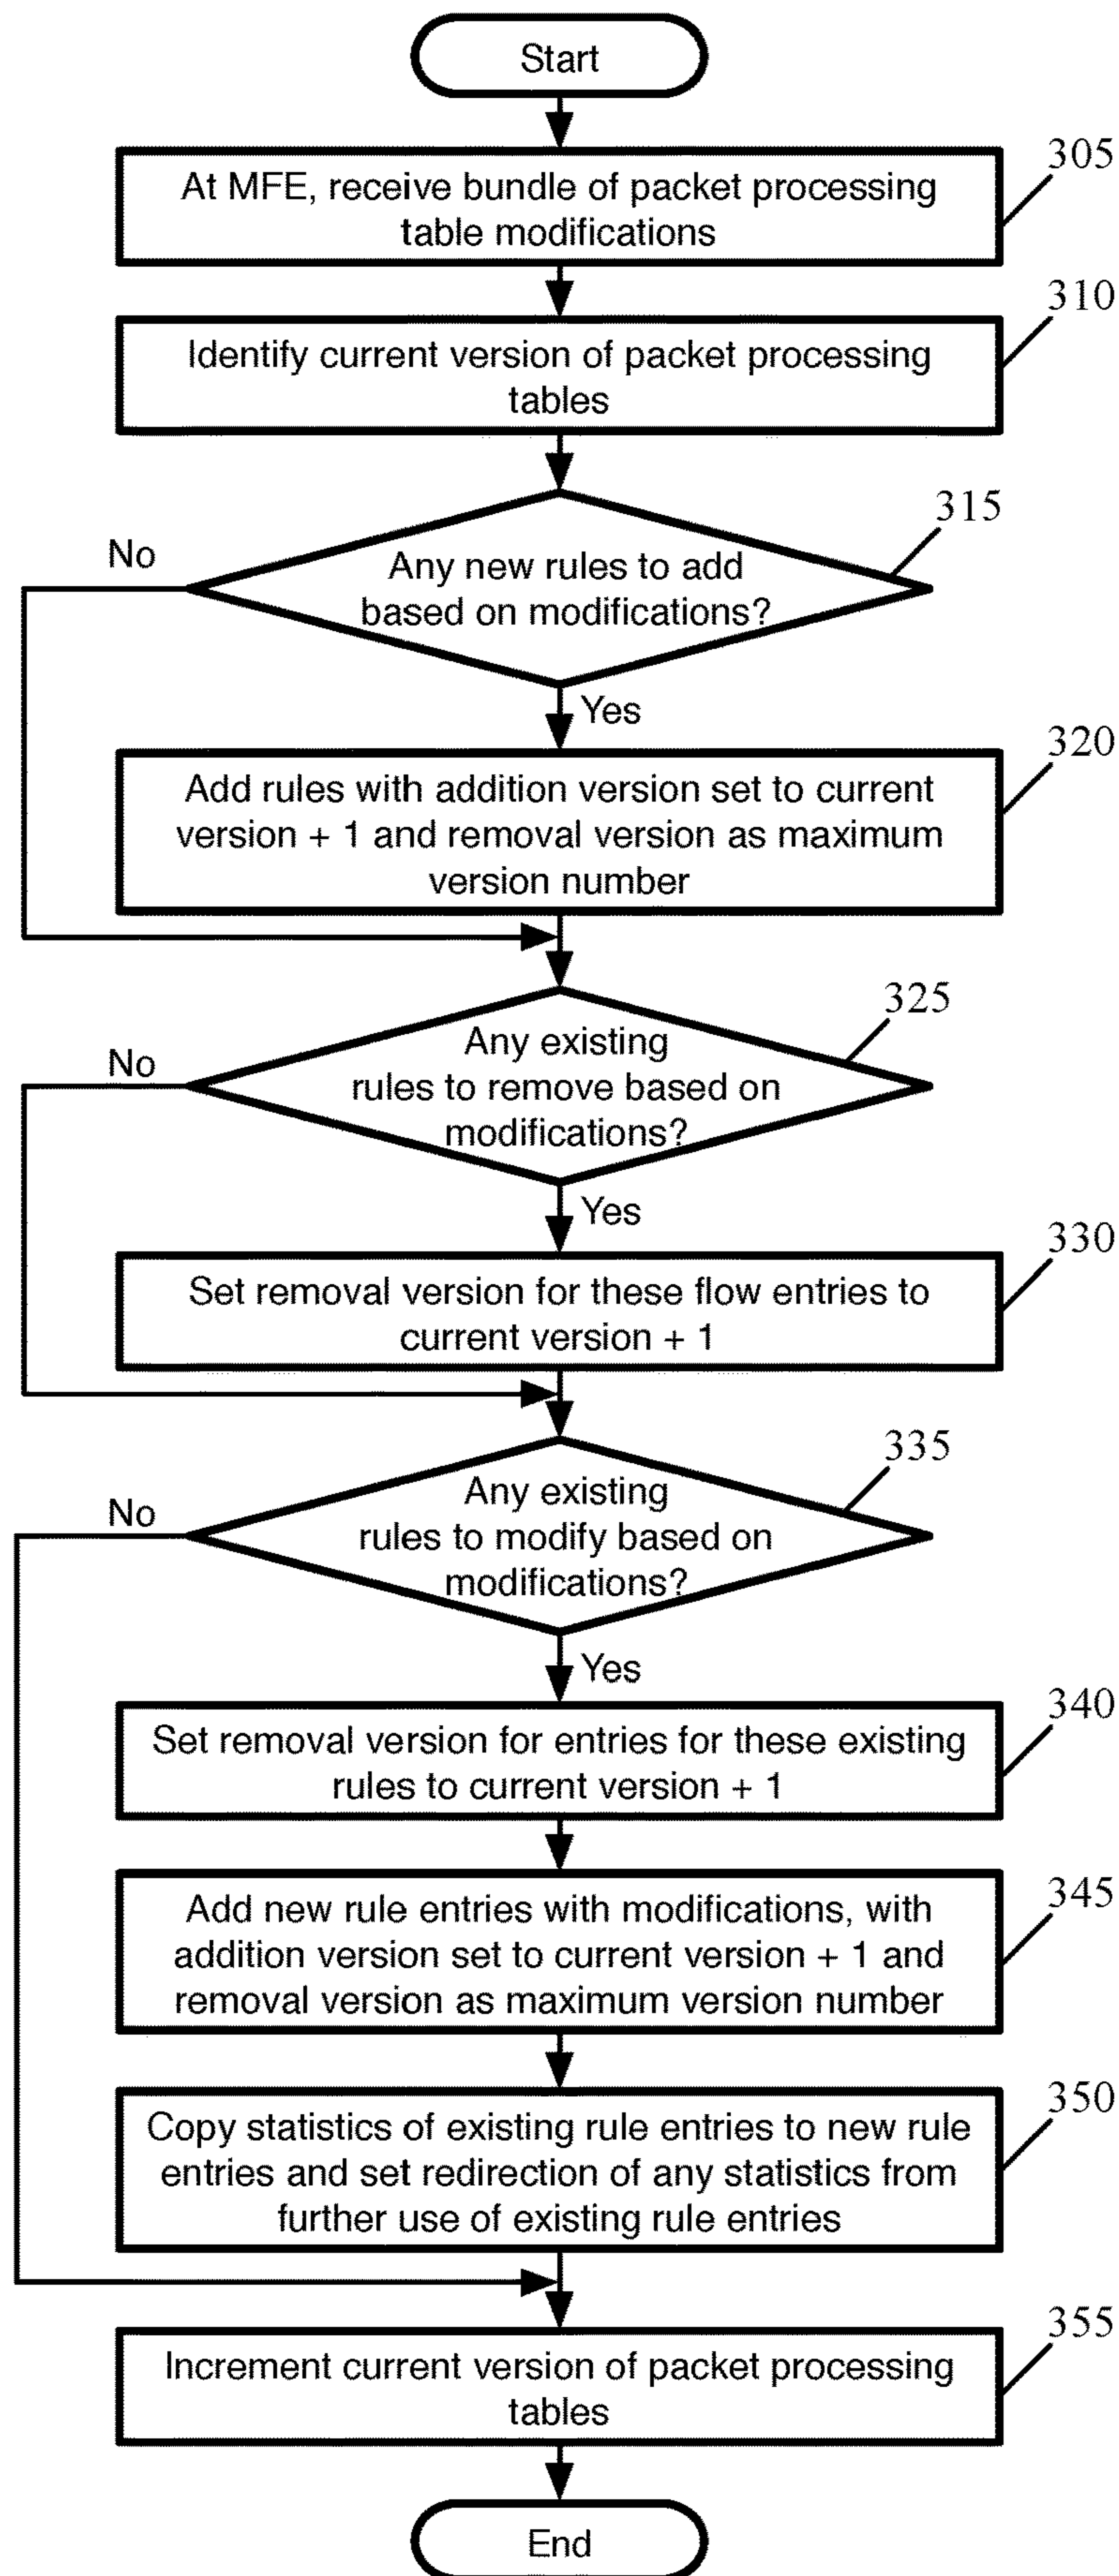 Start
305
At MFE, receive bundle of packet processing
table modifications
310
Identify current version of packet processing
tables
315
No
Any new rules to add
based on modifications?
Yes
320
Add rules with addition version set to current
version + 1 and removal version as maximum
version number
325
No
Any existing
rules to remove based on
modifications?
Yes
330
Set removal version for these flow entries to
current version + 1
335
No
Any existing
rules to modify based on
modifications?
Yes
340
Set removal version for entries for these existing
rules to current version + 1
345
Add new rule entries with modifications, with
addition version set to current version + 1 and
removal version as maximum version number
350
Copy statistics of existing rule entries to new rule
entries and set redirection of any statistics from
further use of existing rule entries
355
Increment current version of packet processing
tables
End